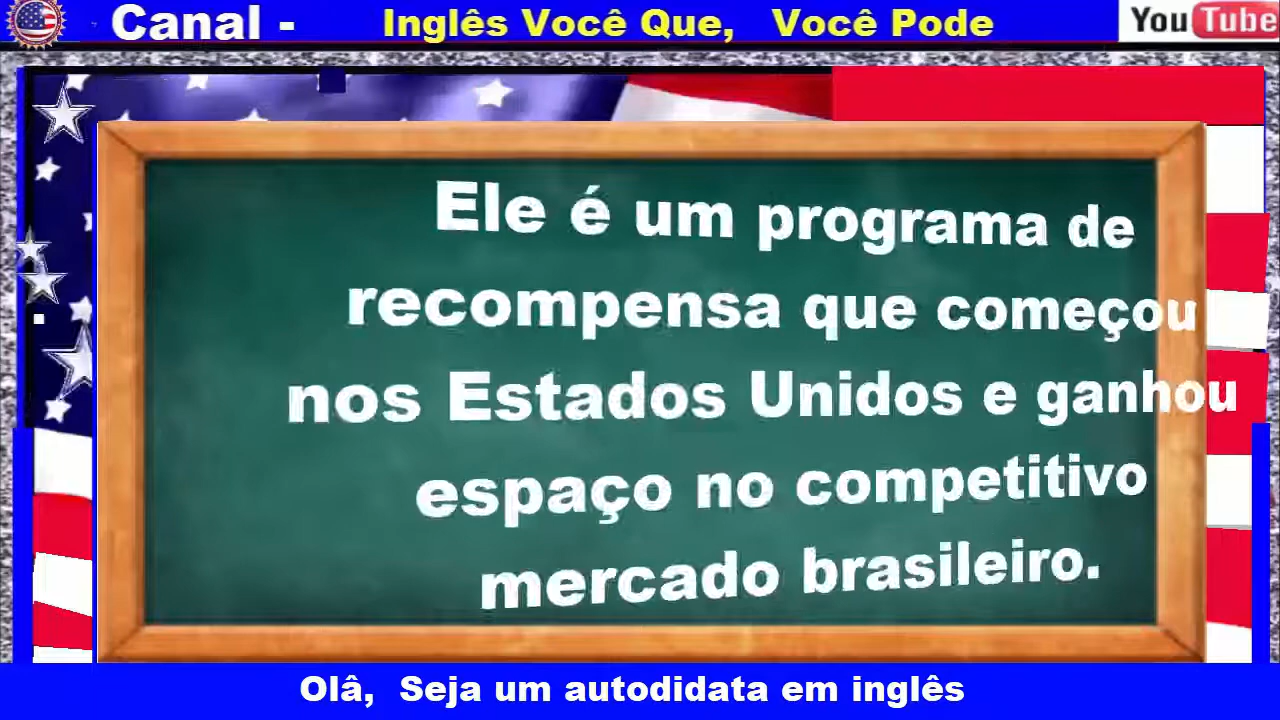 Canal - Inglês Você Que, Você Pode
YouTube
Ele é um programa de
recompensa que começou
nos Estados Unidos e ganhou
espaço no competitivo
mercado brasileiro.
Olâ, Seja um autodidata em inglês